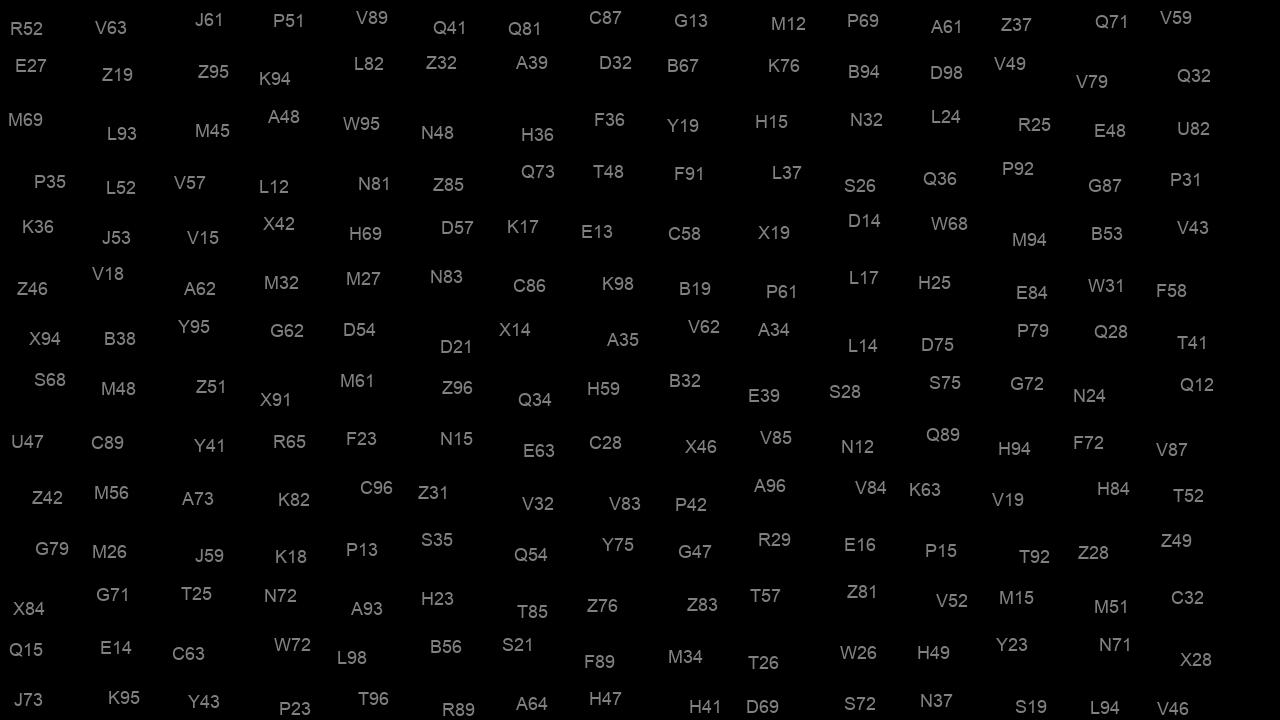 R52 V63 J61 P51 V89 Q41 Q81 C87 G13 M12 P69 A61 Z37 Q71 V59
E27 Z19 Z95 K94 L82 Z32 A39 D32 B67 K76 B94 D98 V49 V79 Q32
M69 L93 M45 A48 W95 N48 H36 F36 Y19 H15 N32 L24 R25 E48 U82
P35 L52 V57 L12 N81 Z85 Q73 T48 F91 L37 S26 Q36 P92 G87 P31
K36 J53 V15 X42 H69 D57 K17 E13 C58 X19 D14 W68 M94 B53 V43
Z46 V18 A62 M32 M27 N83 C86 K98 B19 P61 L17 H25 E84 W31 F58
X94 B38 Y95 G62 D54 D21 X14 A35 V62 A34 L14 D75 P79 Q28 T41
S68 M48 Z51 X91 M61 Z96 Q34 H59 B32 E39 S28 S75 G72 N24 Q12
U47 C89 Y41 R65 F23 N15 E63 C28 X46 V85 N12 Q89 H94 F72 V87
Z42 M56 A73 K82 C96 Z31 V32 V83 P42 A96 V84 K63 V19 H84 T52
G79 M26 J59 K18 P13 S35 Q54 Y75 G47 R29 E16 P15 T92 Z28 Z49
X84 G71 T25 N72 A93 H23 T85 Z76 Z83 T57 Z81 V52 M15 M51 C32
Q15 E14 C63 W72 L98 B56 S21 F89 M34 T26 W26 H49 Y23 N71 X28
J73 K95 Y43 P23 T96 R89 A64 H47 H41 D69 S72 N37 S19 L94 V46